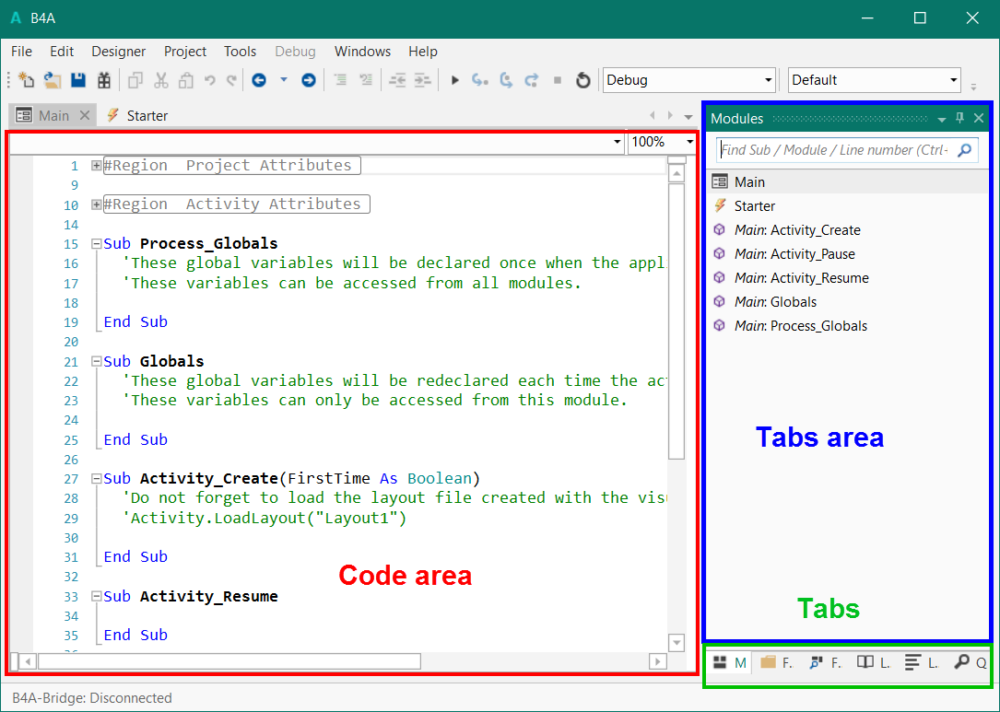 B4A
File Edit Designer Project Tools Debug Windows Help
Debug Default
Main Starter
100%
Modules
Find Sub / Module / Line number (Ctrl-
Main
Starter
Main: Activity_Create
Main: Activity_Pause
Main: Activity_Resume
Main: Globals
Main: Process_Globals
1 #Region  Project Attributes
9
10 #Region  Activity Attributes
14
15 Sub Process_Globals
16 'These global variables will be declared once when the appl
17 'These variables can be accessed from all modules.
18
19 End Sub
20
21 Sub Globals
22 'These global variables will be redeclared each time the ac
23 'These variables can only be accessed from this module.
24
25 End Sub
26
27 Sub Activity_Create(FirstTime As Boolean)
28 'Do not forget to load the layout file created with the vis
29 'Activity.LoadLayout("Layout1")
30
31 End Sub
32
33 Sub Activity_Resume
34
35 End Sub
Code area
Tabs area
Tabs
M F. F. L. L. Q
B4A-Bridge: Disconnected